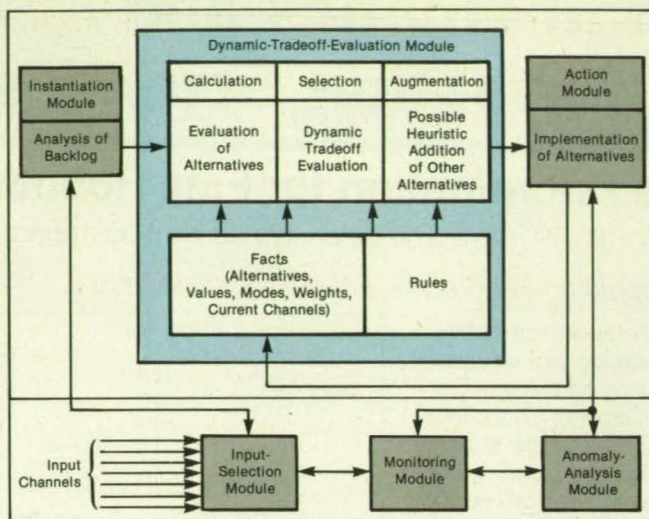 Dynamic-Tradeoff-Evaluation Module
Instantiation
Module
Analysis of
Backlog
Calculation
Evaluation
of
Alternatives
Selection
Dynamic
Tradeoff
Evaluation
Augmentation
Possible
Heuristic
Addition
of Other
Alternatives
Action
Module
Implementation
of Alternatives
Facts
(Alternatives,
Values, Modes, Weights,
Current Channels)
Rules
Input
Channels
Input-
Selection
Module
Monitoring
Module
Anomaly-
Analysis
Module